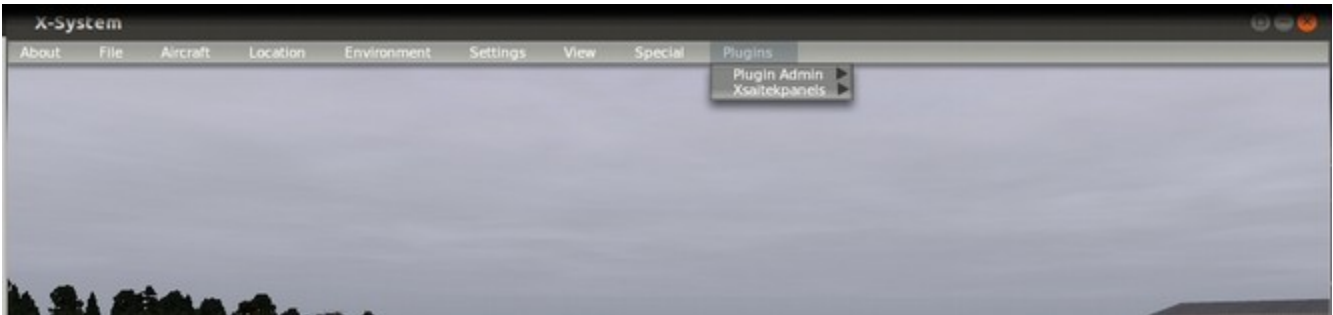 X-System
About File Aircraft Location Environment Settings View Special Plugins
Plugin Admin
Xsaitekpanels